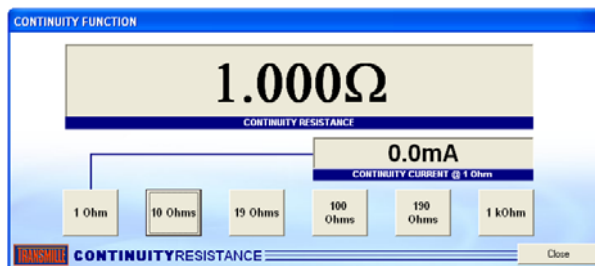 CONTINUITY FUNCTION
1.000Ω
CONTINUITY RESISTANCE
0.0mA
CONTINUITY CURRENT @ 1 Ohm
1 Ohm
10 Ohms
19 Ohms
100 Ohms
190 Ohms
1 kOhm
TRANSMILLE CONTINUITYRESISTANCE
Close